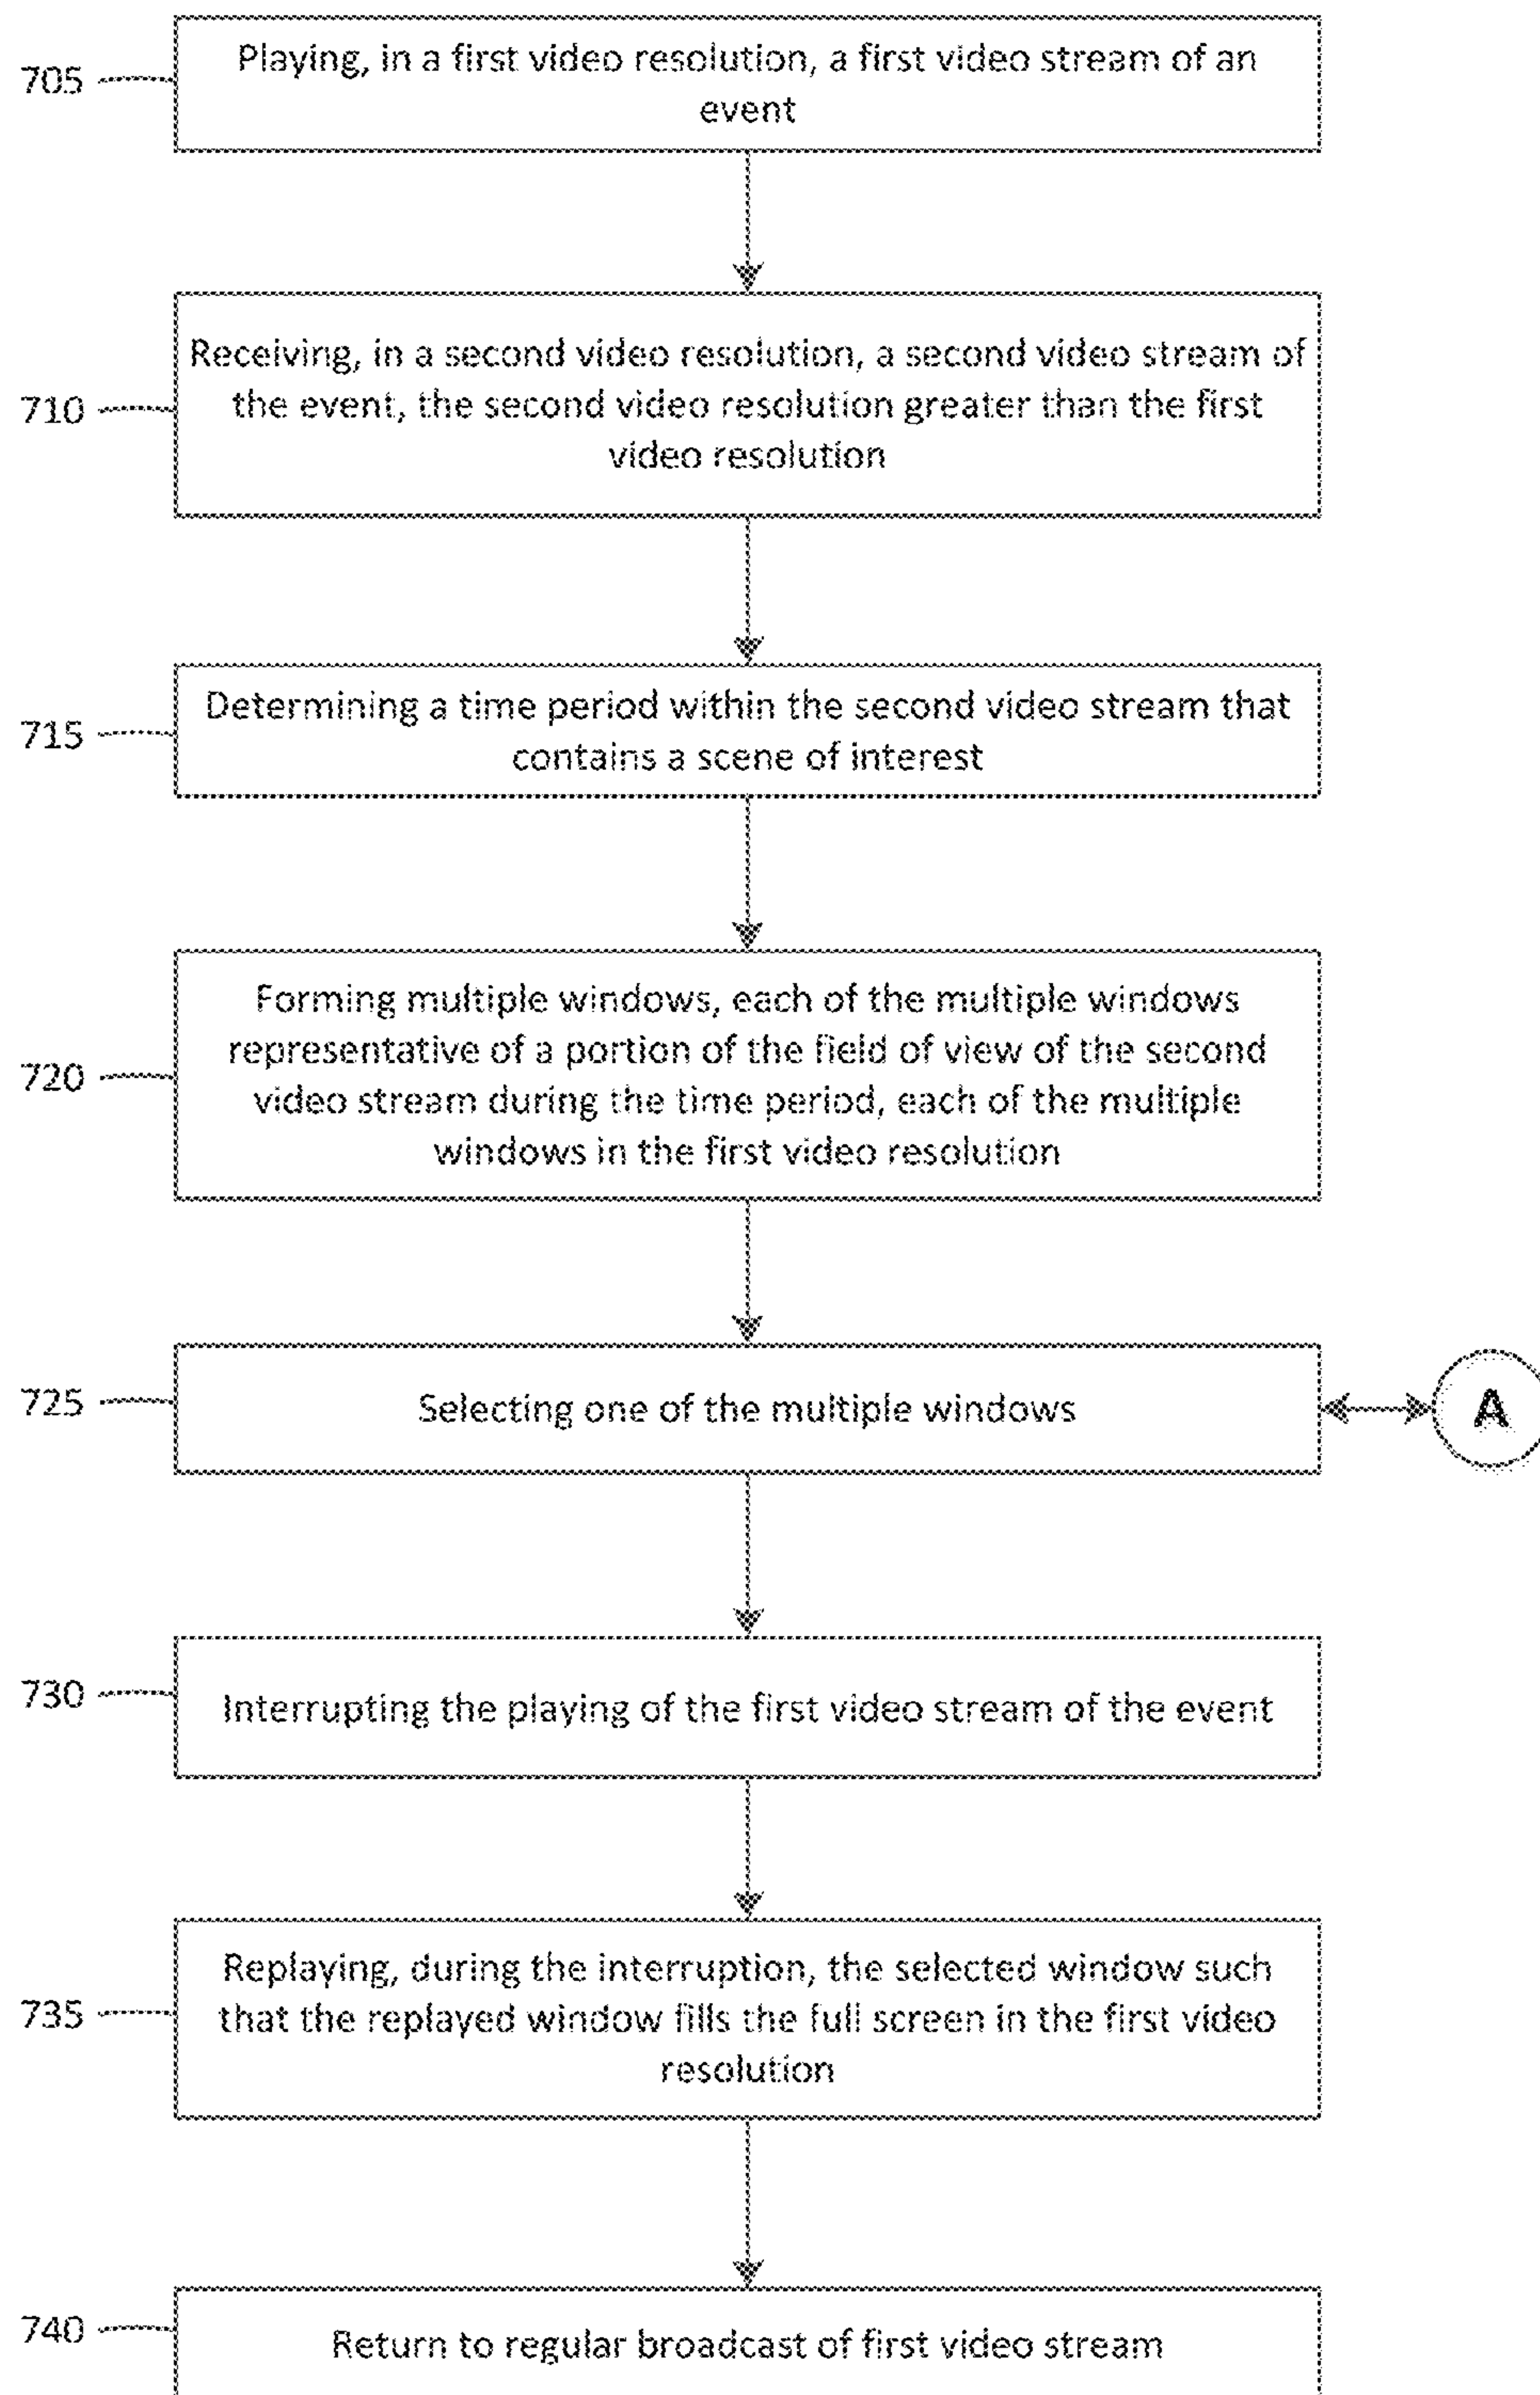 705
Playing, in a first video resolution, a first video stream of an
event
710
Receiving, in a second video resolution, a second video stream of
the event, the second video resolution greater than the first
video resolution
715
Determining a time period within the second video stream that
contains a scene of interest
720
Forming multiple windows, each of the multiple windows
representative of a portion of the field of view of the second
video stream during the time period, each of the multiple
windows in the first video resolution
725
Selecting one of the multiple windows
A
730
Interrupting the playing of the first video stream of the event
735
Replaying, during the interruption, the selected window such
that the replayed window fills the full screen in the first video
resolution
740
Return to regular broadcast of first video stream